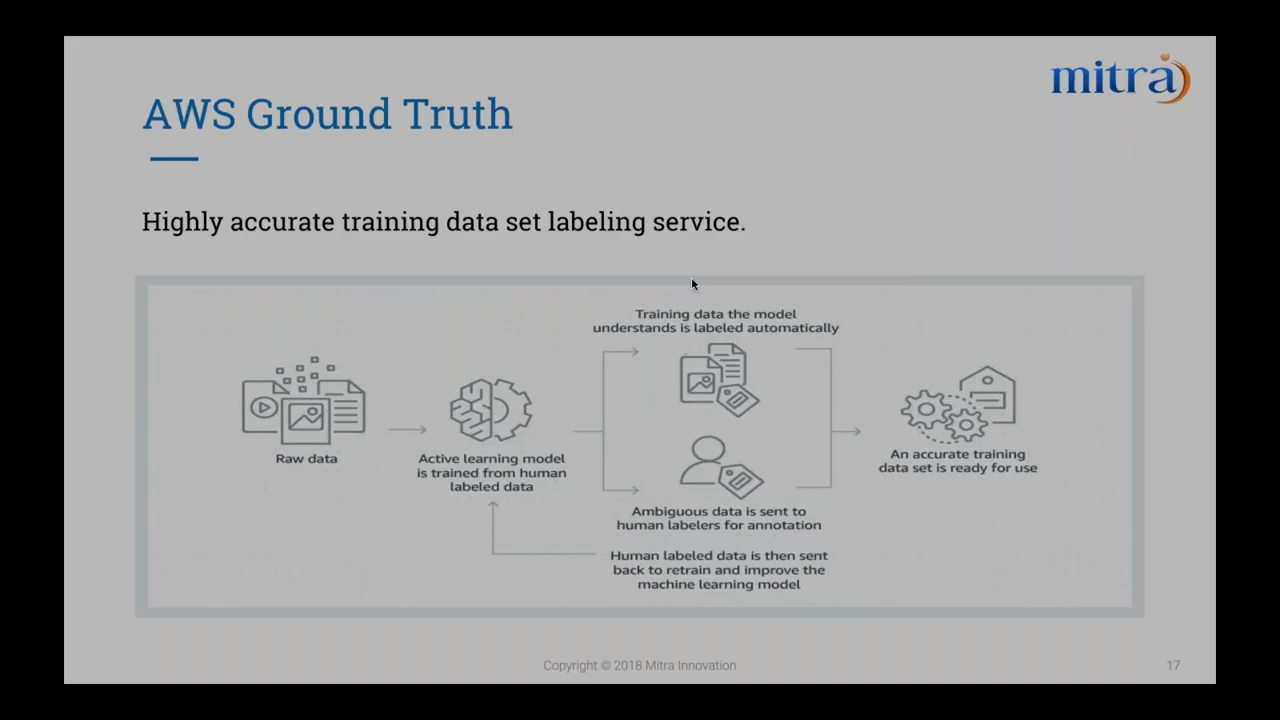 mitra
AWS Ground Truth
Highly accurate training data set labeling service.
Training data the model
understands is labeled automatically
Raw data
Active learning model
is trained from human
labeled data
An accurate training
data set is ready for use
Ambiguous data is sent to
human labelers for annotation
Human labeled data is then sent
back to retrain and improve the
machine learning model
Copyright © 2018 Mitra Innovation
17